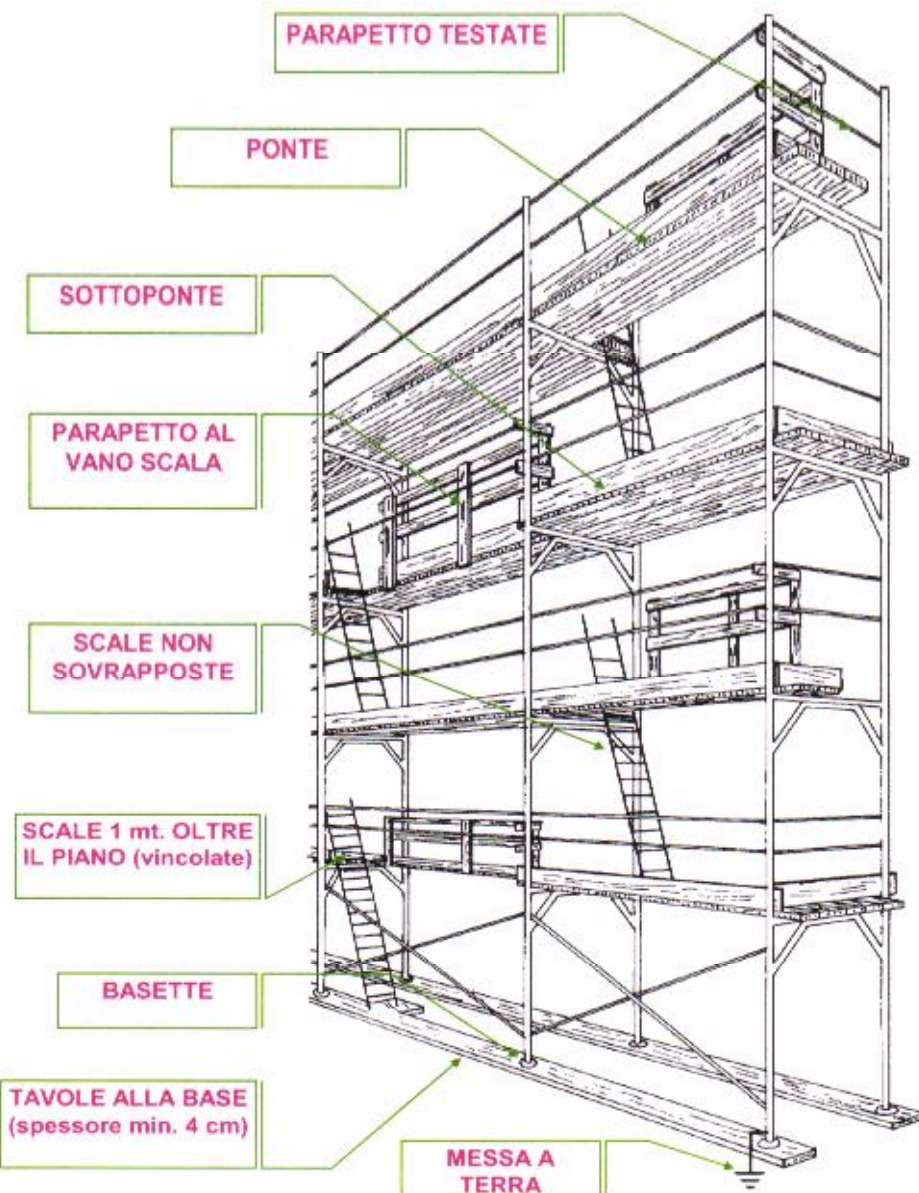 PARAPETTO TESTATE
PONTE
SOTTOPONTE
PARAPETTO AL
VANO SCALA
SCALE NON
SOVRAPPOSTE
SCALE 1 mt. OLTRE
IL PIANO (vincolate)
BASETTE
TAVOLE ALLA BASE
(spessore min. 4 cm)
MESSA A
TERRA